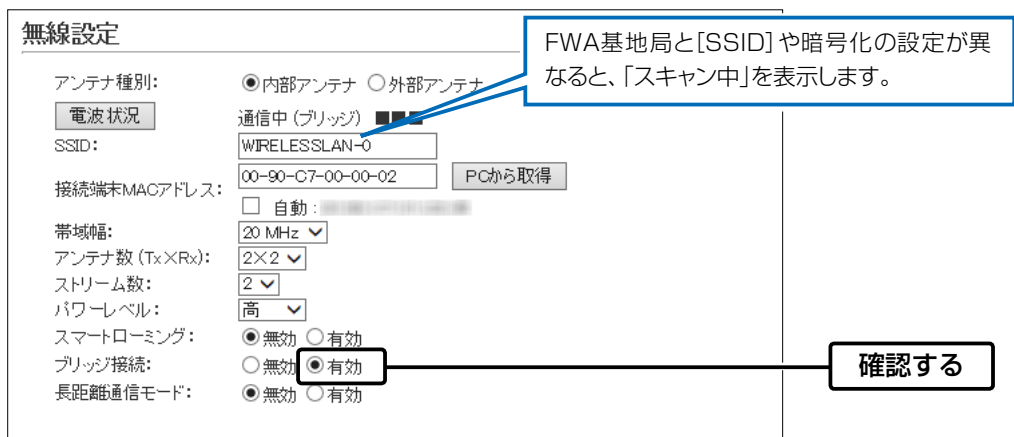 無線設定
FWA基地局と[SSID]や暗号化の設定が異
なると、「スキャン中」を表示します。
アンテナ種別: 内部アンテナ 外部アンテナ
電波状況 通信中(ブリッジ)
SSID: WIRELESSLAN-0
接続端末MACアドレス: 00-90-C7-00-00-02 PCから取得
自動:
帯域幅: 20 MHz
アンテナ数(Tx×Rx): 2×2
ストリーム数: 2
パワーレベル: 高
スマートローミング: 無効 有効
ブリッジ接続: 無効 有効 確認する
長距離通信モード: 無効 有効